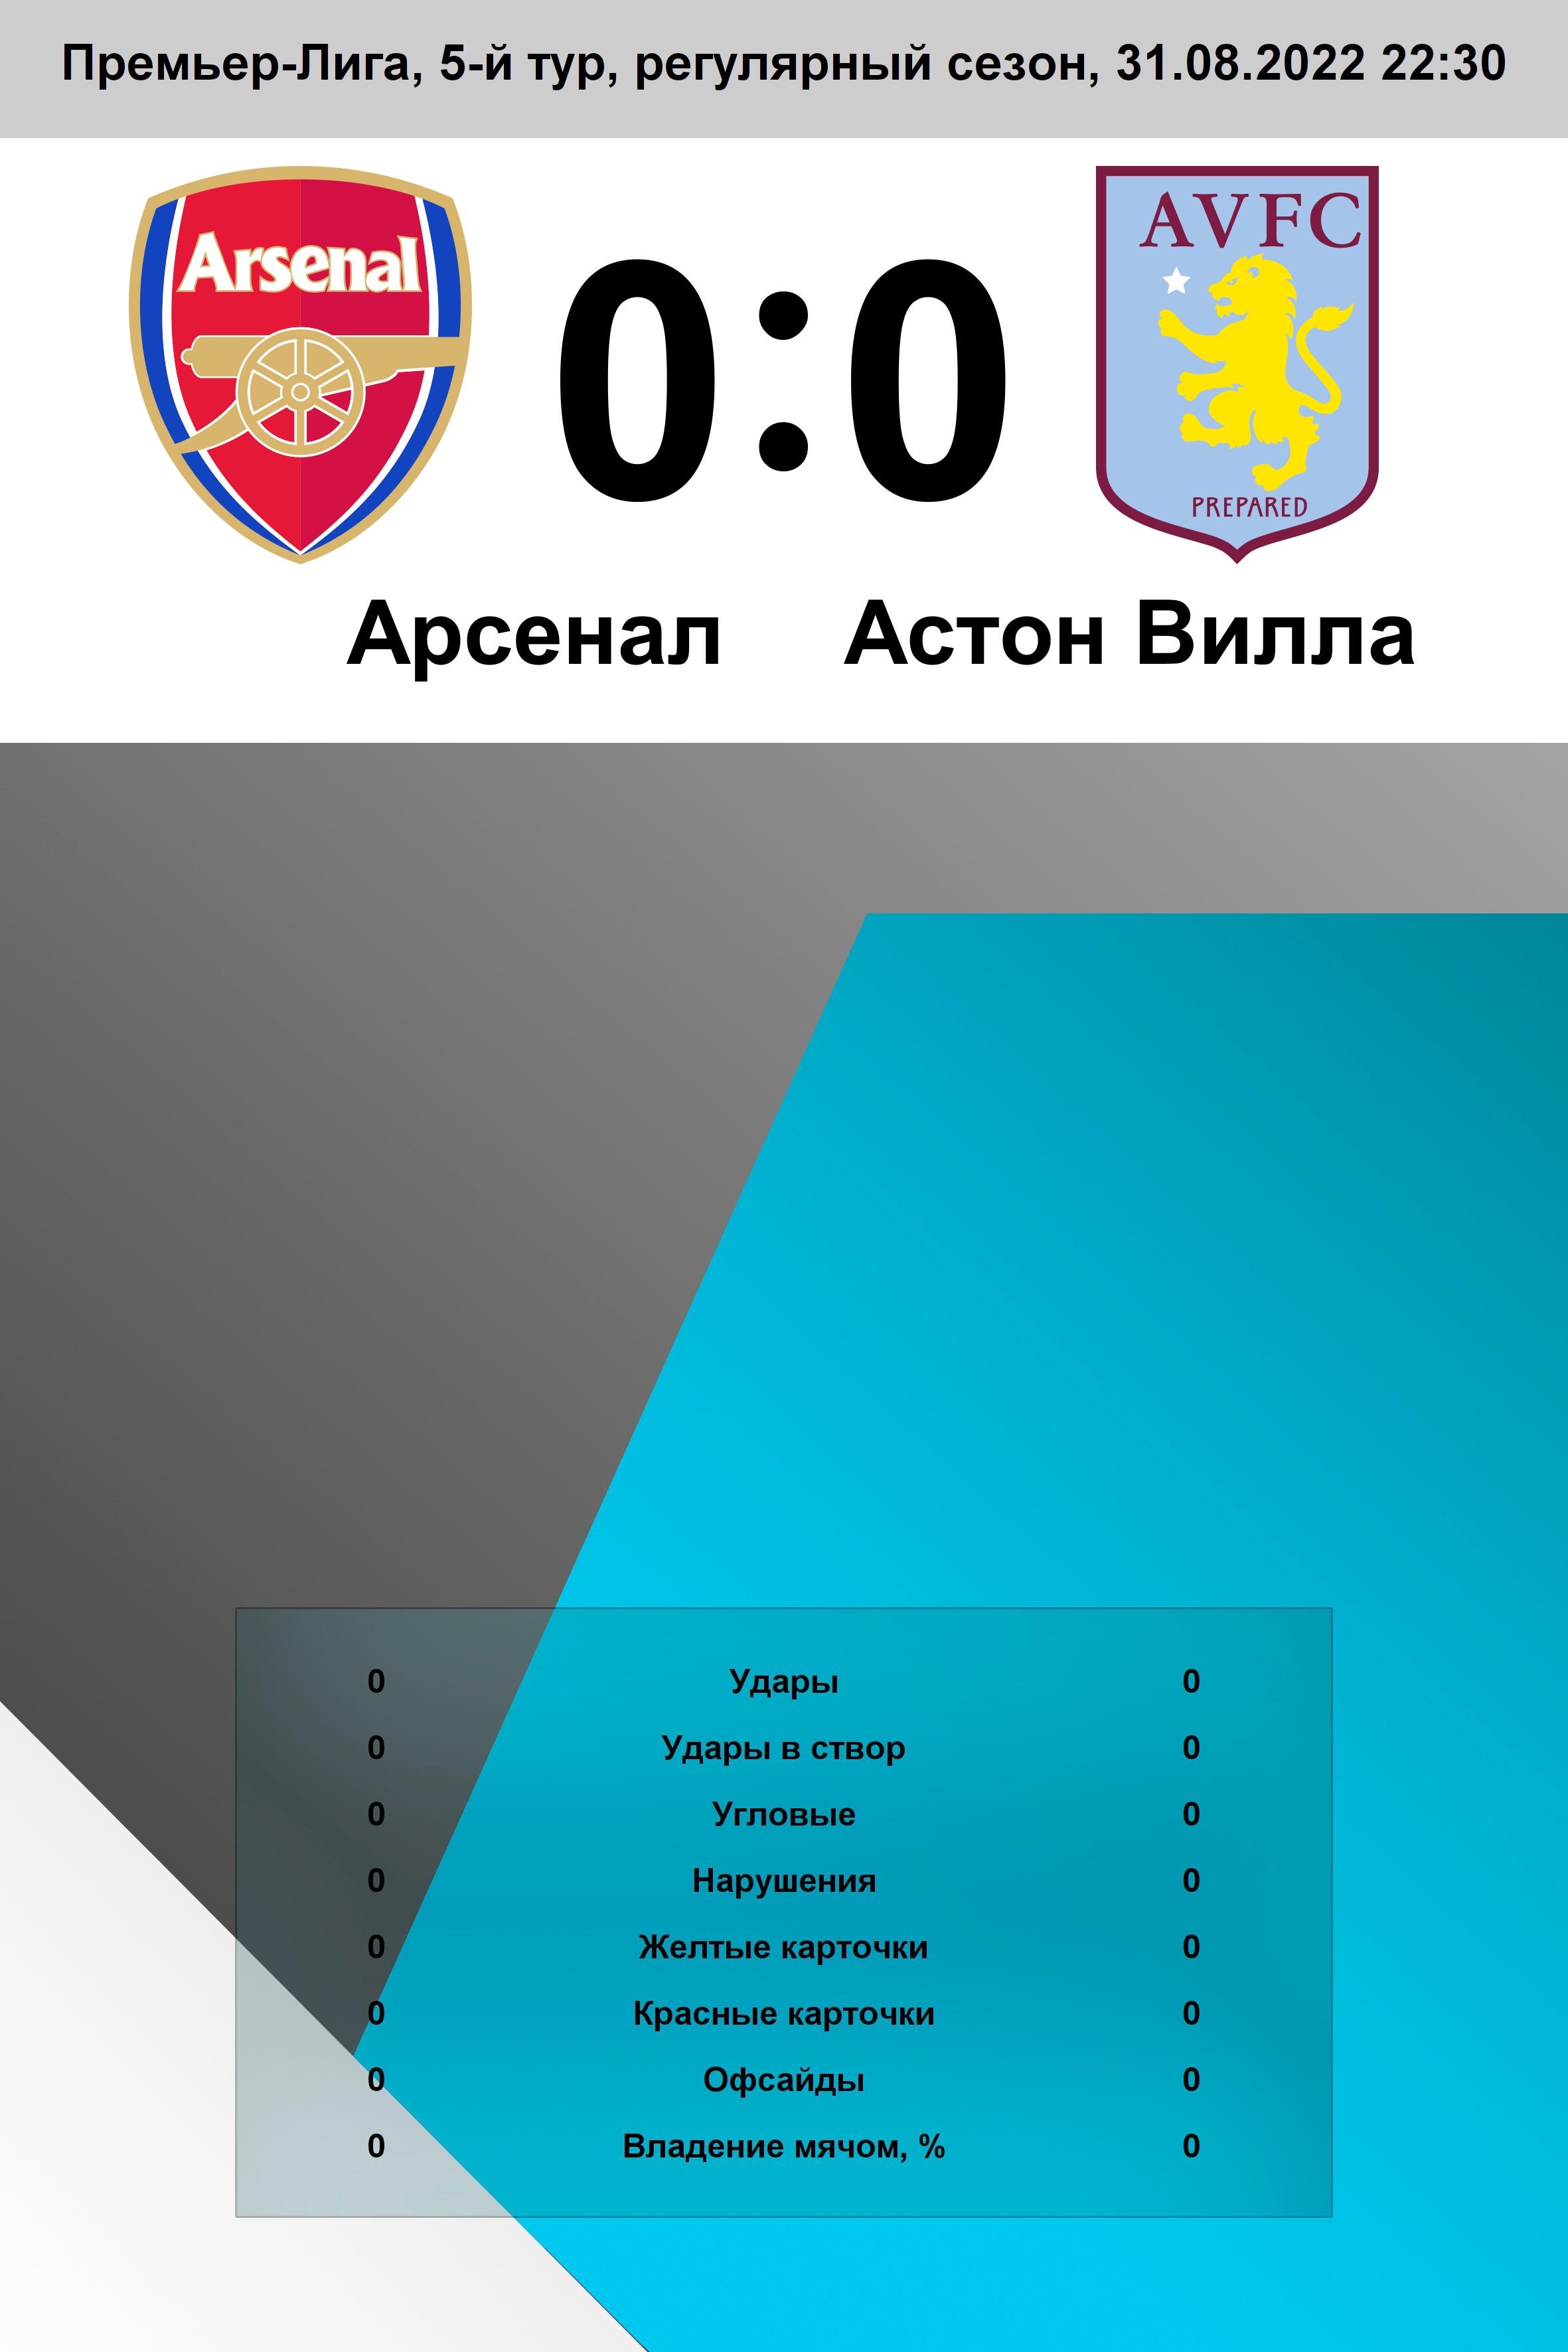 Премьер-Лига, 5-й тур, регулярный сезон, 31.08.2022 22:30
Arsenal
0:0
AVFC
PREPARED
Арсенал Астон Вилла
0 Удары 0
0 Удары в створ 0
0 Угловые 0
0 Нарушения 0
0 Желтые карточки 0
0 Красные карточки 0
0 Офсайды 0
0 Владение мячом, % 0